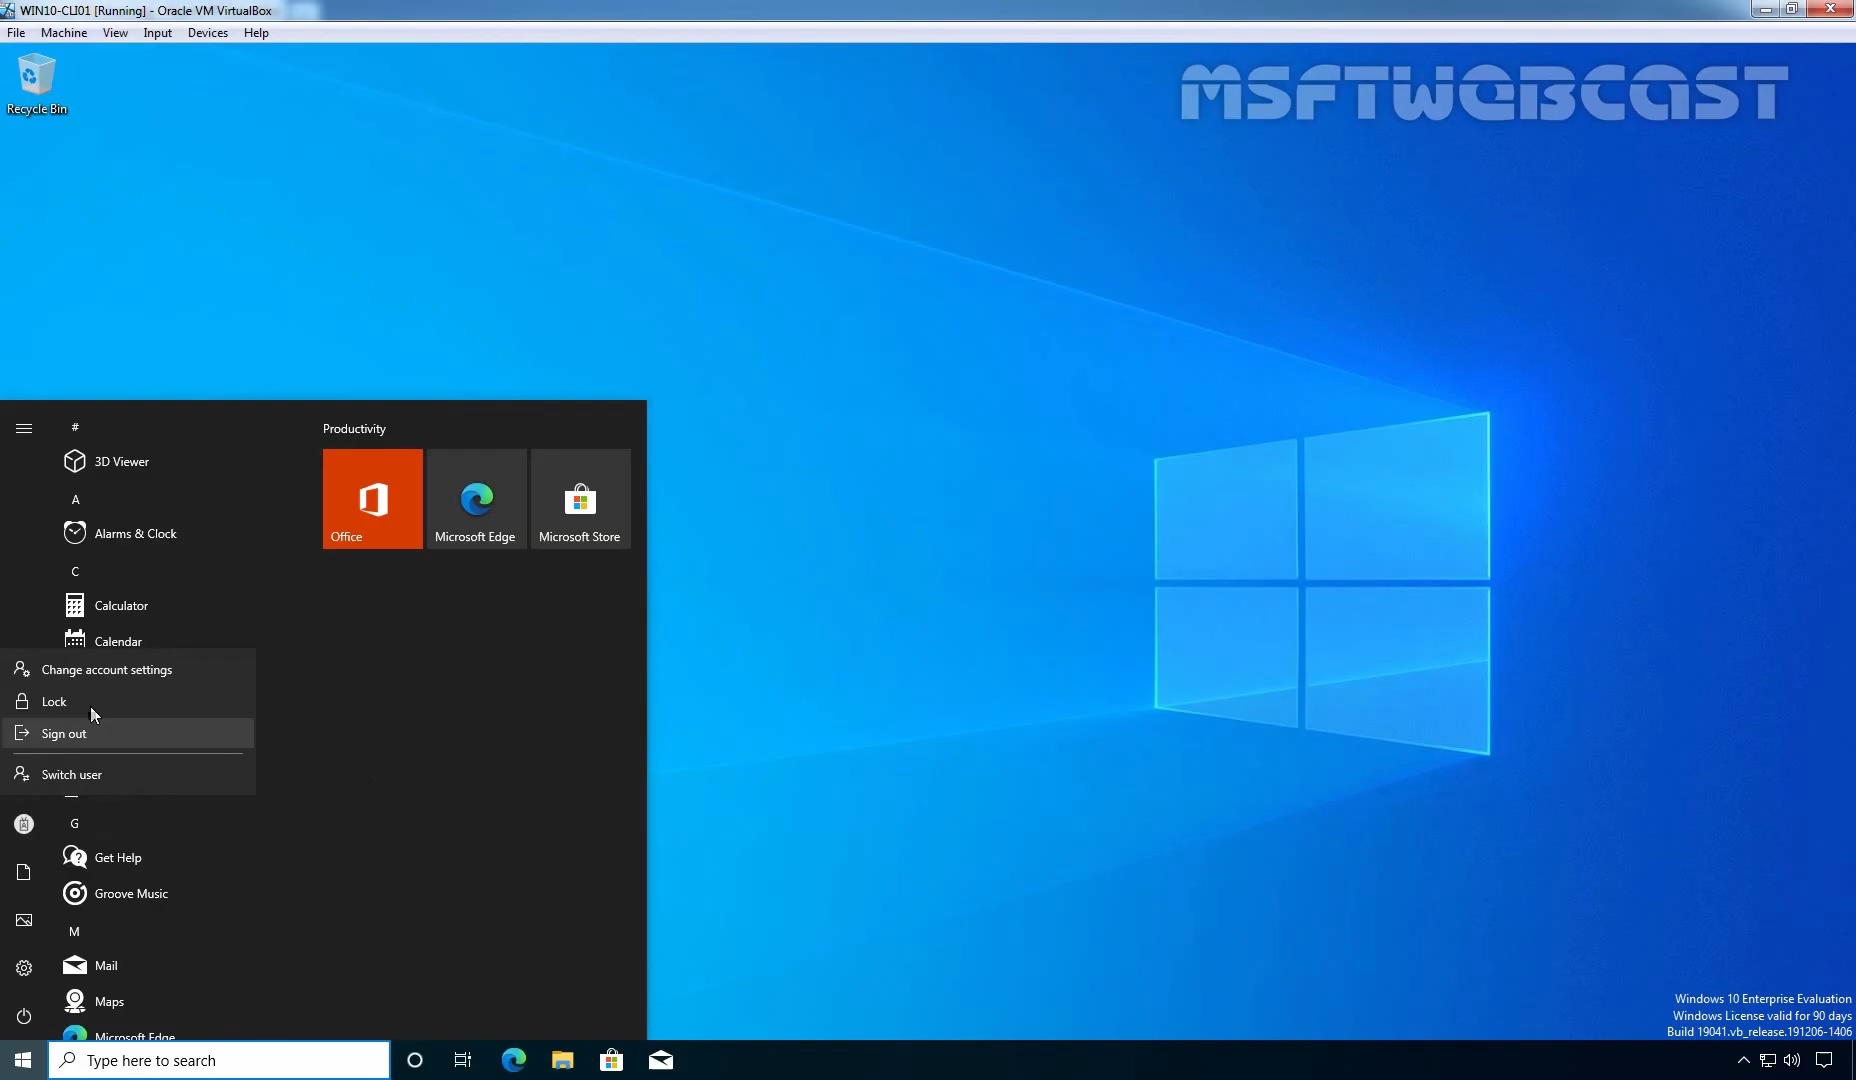 WIN10-CLI01 [Running] - Oracle VM VirtualBox
File Machine View Input Devices Help
Recycle Bin
MSFTWEBCAST
#
3D Viewer
A
Alarms & Clock
C
Calculator
Calendar
Change account settings
Lock
Sign out
Switch user
G
Get Help
Groove Music
M
Mail
Maps
Microsoft Edge
Productivity
Office
Microsoft Edge
Microsoft Store
Windows 10 Enterprise Evaluation
Windows License valid for 90 days
Build 19041.vb_release.191206-1406
Type here to search